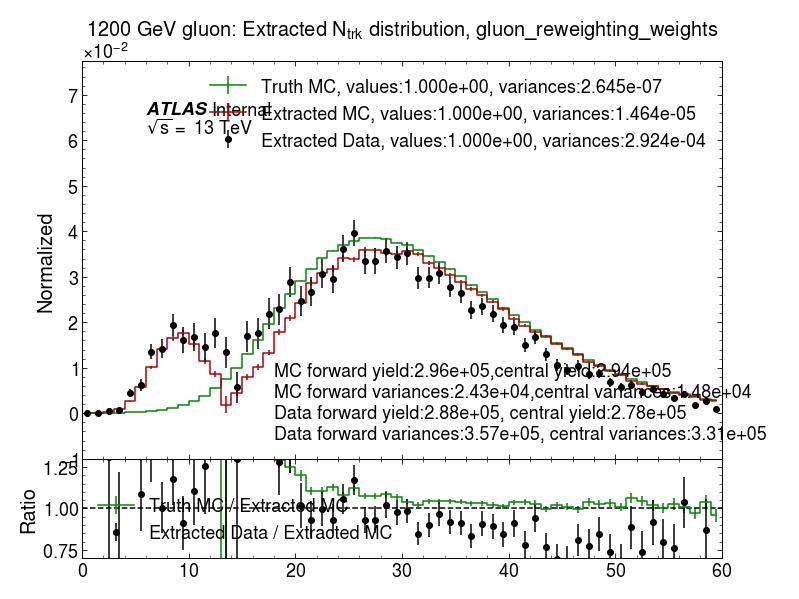 1200 GeV gluon: Extracted Ntrk distribution, gluon_reweighting_weights
×10−2
Truth MC, values:1.000e+00, variances:2.645e-07
ATLAS Internal
Extracted MC, values:1.000e+00, variances:1.464e-05
√s = 13 TeV
Extracted Data, values:1.000e+00, variances:2.924e-04
7
6
5
4
3
2
1
0
Normalized
MC forward yield:2.96e+05,central yield:2.94e+05
MC forward variances:2.43e+04,central variances:1.48e+04
Data forward yield:2.88e+05, central yield:2.78e+05
Data forward variances:3.57e+05, central variances:3.31e+05
1
1.25
1.00
0.75
Ratio
Truth MC / Extracted MC
Extracted Data / Extracted MC
0 10 20 30 40 50 60